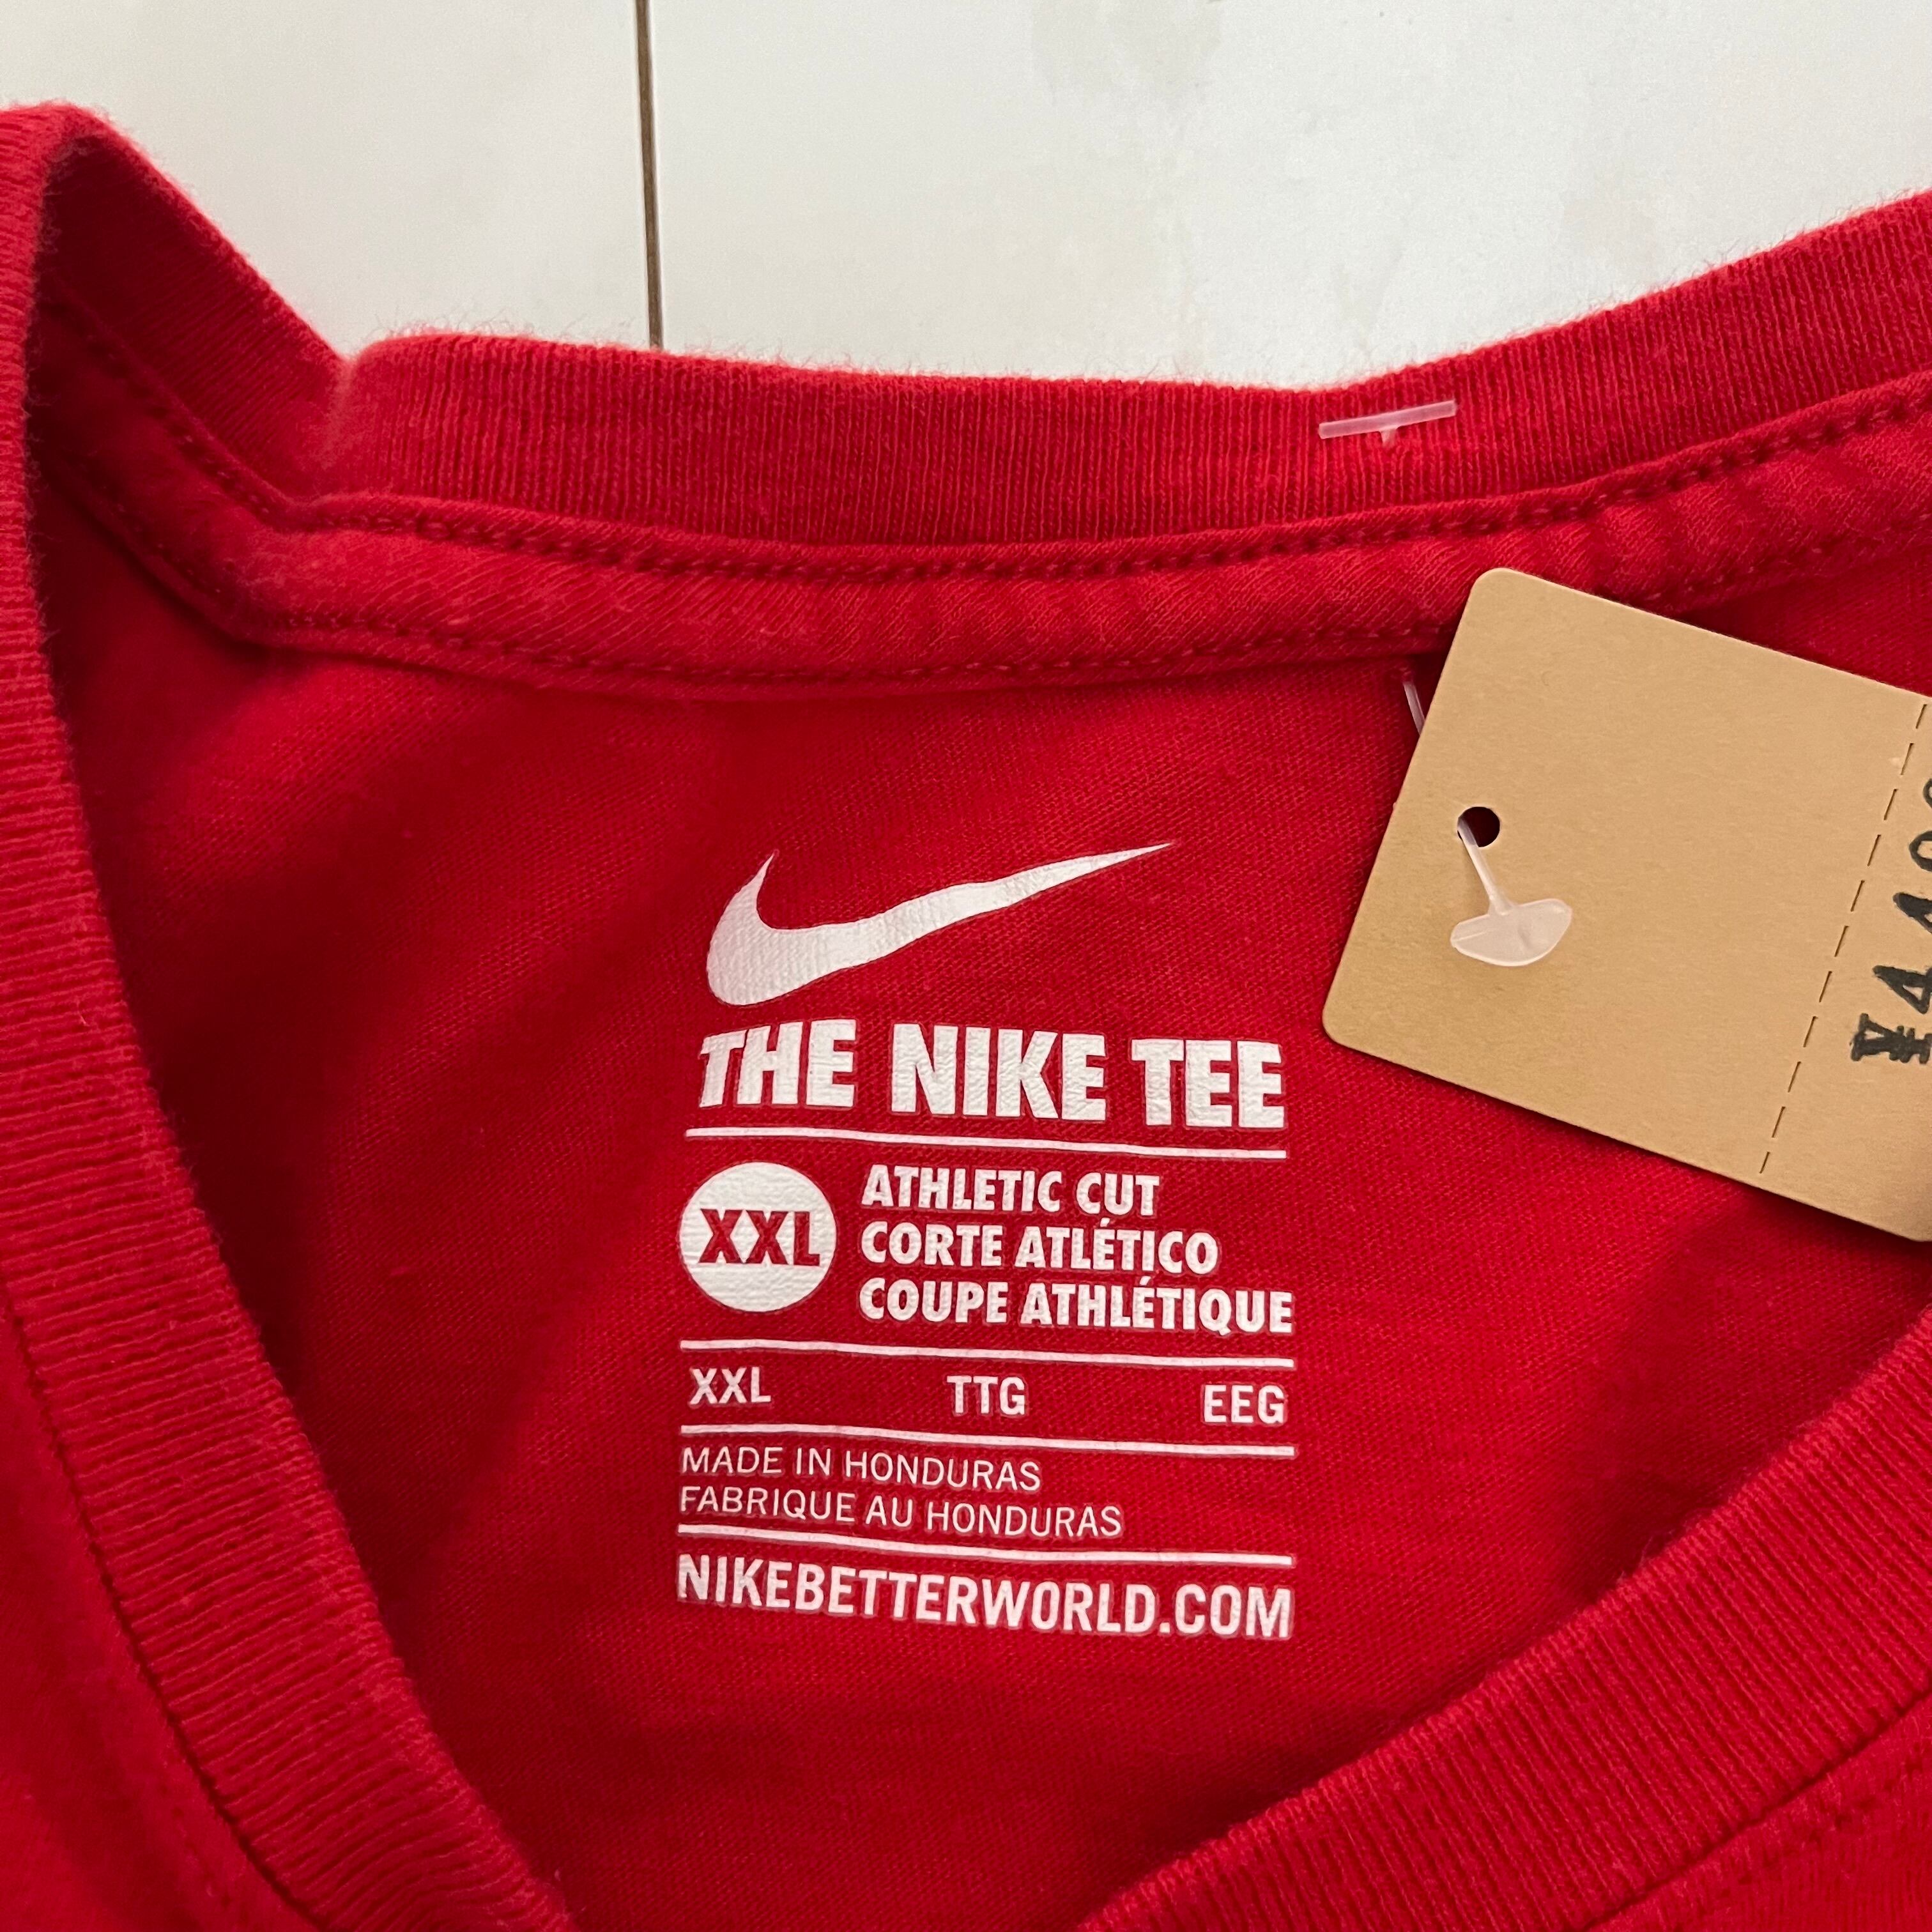 THE NIKE TEE
XXL
ATHLETIC CUT
CORTE ATLÉTICO
COUPE ATHLÉTIQUE
XXL TTG EEG
MADE IN HONDURAS
FABRIQUE AU HONDURAS
NIKEBETTERWORLD.COM